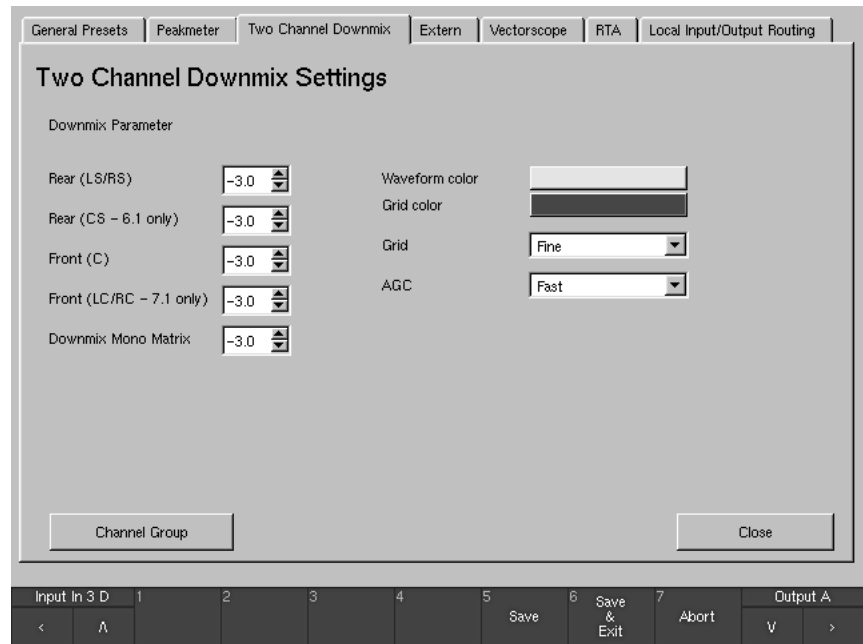 General Presets Peakmeter Two Channel Downmix Extern Vectorscope RTA Local Input/Output Routing
Two Channel Downmix Settings
Downmix Parameter
Rear (LS/RS) -3.0 Waveform color
Grid color
Rear (CS - 6.1 only) -3.0
Grid Fine
Front (C) -3.0
AGC Fast
Front (LC/RC - 7.1 only) -3.0
Downmix Mono Matrix -3.0
Channel Group Close
Input In 3 D 1 2 3 4 5 Save 6 Save & Exit 7 Abort Output A
< Λ V >